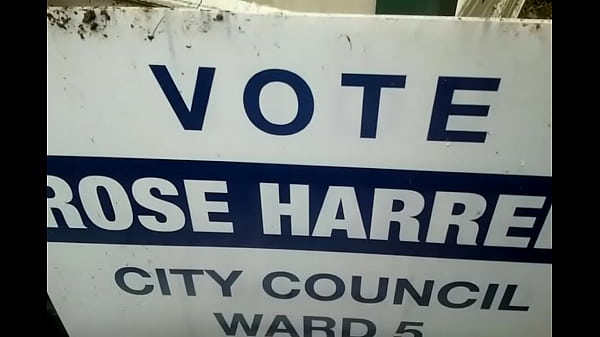 VOTE
ROSE HARRE
CITY COUNCIL
WARD 5